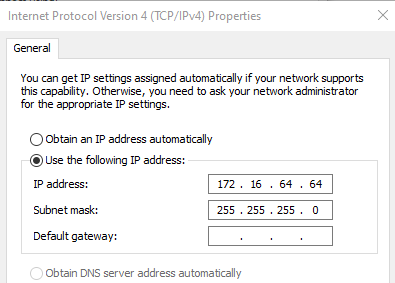 Internet Protocol Version 4 (TCP/IPv4) Properties
General
You can get IP settings assigned automatically if your network supports
this capability. Otherwise, you need to ask your network administrator
for the appropriate IP settings.
Obtain an IP address automatically
Use the following IP address:
IP address: 172 . 16 . 64 . 64
Subnet mask: 255 . 255 . 255 . 0
Default gateway: . . .
Obtain DNS server address automatically